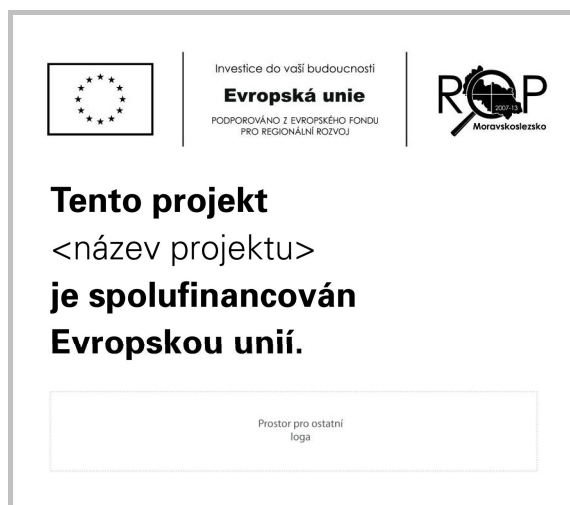 Investice do vaší budoucnosti
Evropská unie
PODPOROVÁNO Z EVROPSKÉHO FONDU
PRO REGIONÁLNÍ ROZVOJ
ROP
2007-13
Moravskoslezsko
Tento projekt
<název projektu>
je spolufinancován
Evropskou unií.
Prostor pro ostatní
loga